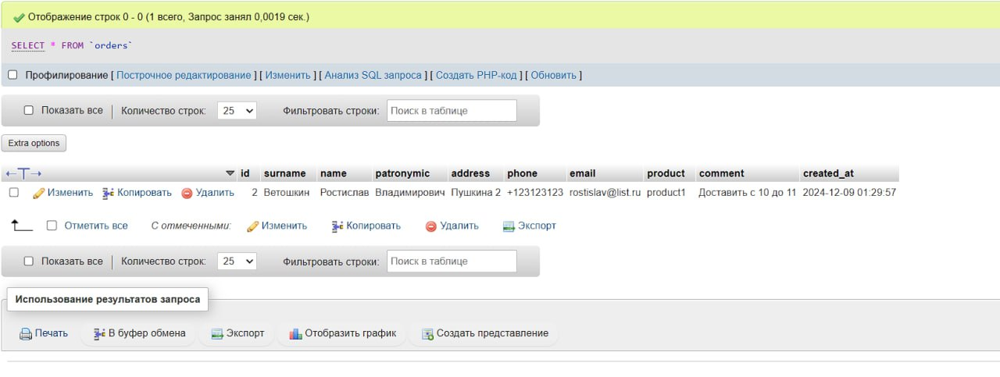 Отображение строк 0 - 0 (1 всего, Запрос занял 0,0019 сек.)
SELECT * FROM `orders`
Профилирование [ Построчное редактирование ] [ Изменить ] [ Анализ SQL запроса ] [ Создать PHP-код ] [ Обновить ]
Показать все Количество строк: 25 Фильтровать строки: Поиск в таблице
Extra options
←T→ id surname name patronymic address phone email product comment created_at
Изменить Копировать Удалить 2 Ветошкин Ростислав Владимирович Пушкина 2 +123123123 rostislav@list.ru product1 Доставить с 10 до 11 2024-12-09 01:29:57
Отметить все С отмеченными: Изменить Копировать Удалить Экспорт
Показать все Количество строк: 25 Фильтровать строки: Поиск в таблице
Использование результатов запроса
Печать В буфер обмена Экспорт Отобразить график Создать представление